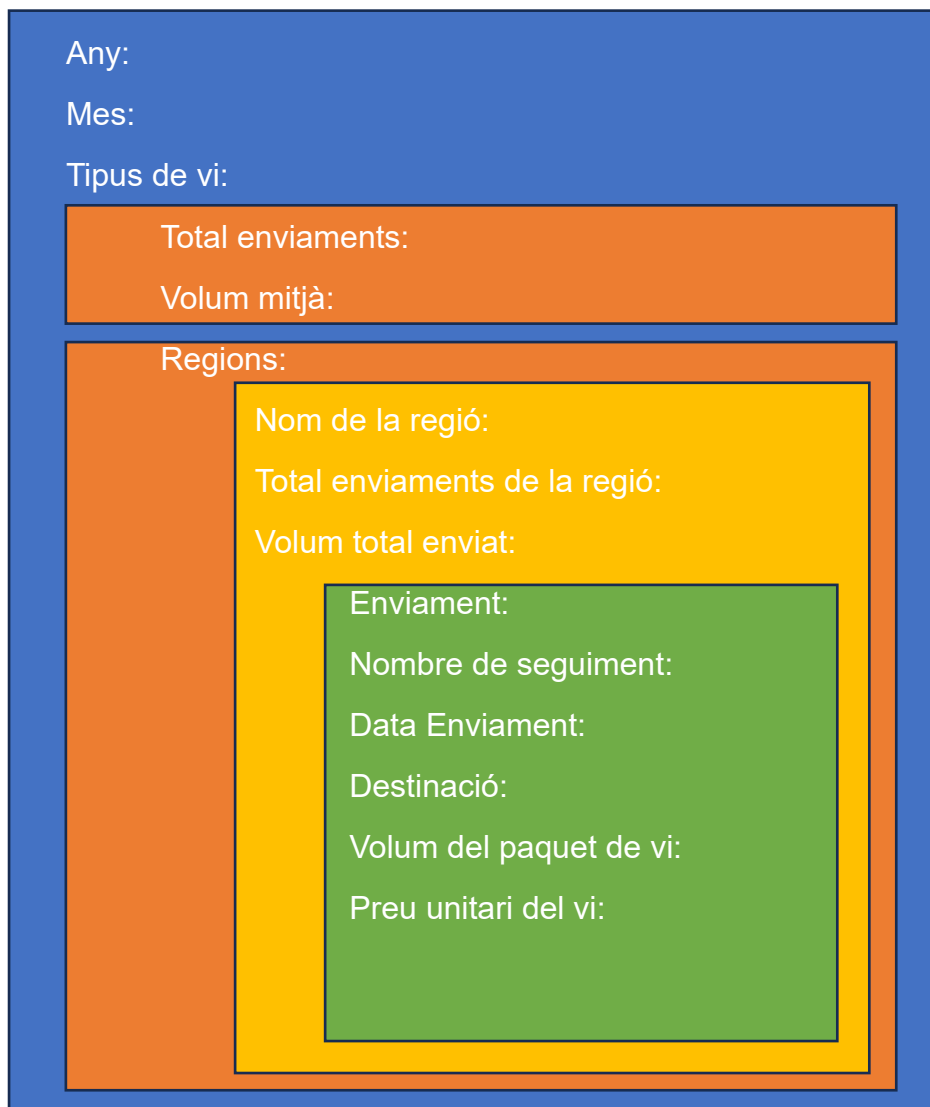 Any:
Mes:
Tipus de vi:
Total enviaments:
Volum mitjà:
Regions:
Nom de la regió:
Total enviaments de la regió:
Volum total enviat:
Enviament:
Nombre de seguiment:
Data Enviament:
Destinació:
Volum del paquet de vi:
Preu unitari del vi: